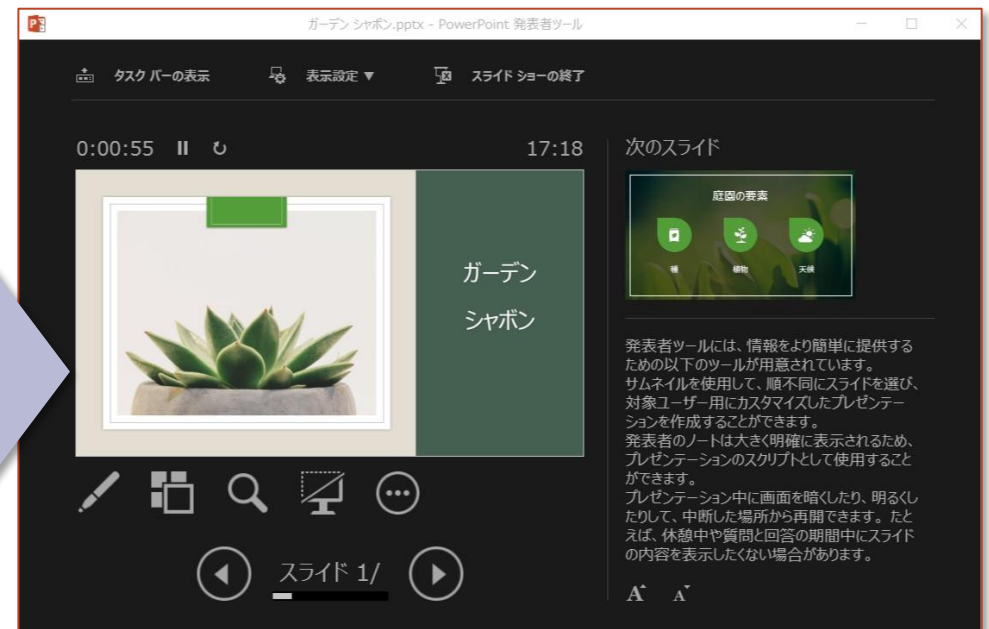 ガーデン シャボン.pptx - PowerPoint 発表者ツール
タスク バーの表示
表示設定 ▼
スライド ショーの終了
0:00:55
17:18
ガーデン
シャボン
スライド 1/
次のスライド
庭園の要素
種
植物
天候
発表者ツールには、情報をより簡単に提供する
ための以下のツールが用意されています。
サムネイルを使用して、順不同にスライドを選び、
対象ユーザー用にカスタマイズしたプレゼンテー
ションを作成することができます。
発表者のノートは大きく明確に表示されるため、
プレゼンテーションのスクリプトとして使用すること
ができます。
プレゼンテーション中に画面を暗くしたり、明るくし
たりして、中断した場所から再開できます。たと
えば、休憩中や質問と回答の期間中にスライド
の内容を表示したくない場合があります。
A A